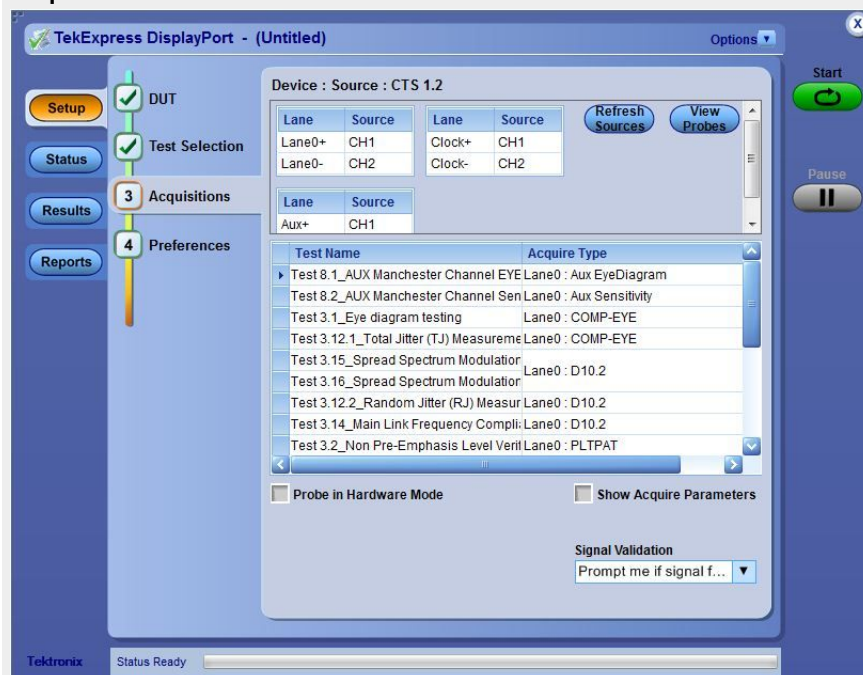 TekExpress DisplayPort - (Untitled)
Options
X
Start
Pause
Setup
Status
Results
Reports
DUT
Test Selection
3 Acquisitions
4 Preferences
Device : Source : CTS 1.2
Refresh Sources
View Probes
Lane Source
Lane0+ CH1
Lane0- CH2
Lane Source
Clock+ CH1
Clock- CH2
Lane Source
Aux+ CH1
Test Name Acquire Type
Test 8.1_AUX Manchester Channel EYE Lane0 : Aux EyeDiagram
Test 8.2_AUX Manchester Channel Sen Lane0 : Aux Sensitivity
Test 3.1_Eye diagram testing Lane0 : COMP-EYE
Test 3.12.1_Total Jitter (TJ) Measureme Lane0 : COMP-EYE
Test 3.15_Spread Spectrum Modulation
Lane0 : D10.2
Test 3.16_Spread Spectrum Modulation
Test 3.12.2_Random Jitter (RJ) Measur Lane0 : D10.2
Test 3.14_Main Link Frequency Compli Lane0 : D10.2
Test 3.2_Non Pre-Emphasis Level Verif Lane0 : PLTPAT
Probe in Hardware Mode
Show Acquire Parameters
Signal Validation
Prompt me if signal f...
Tektronix
Status Ready